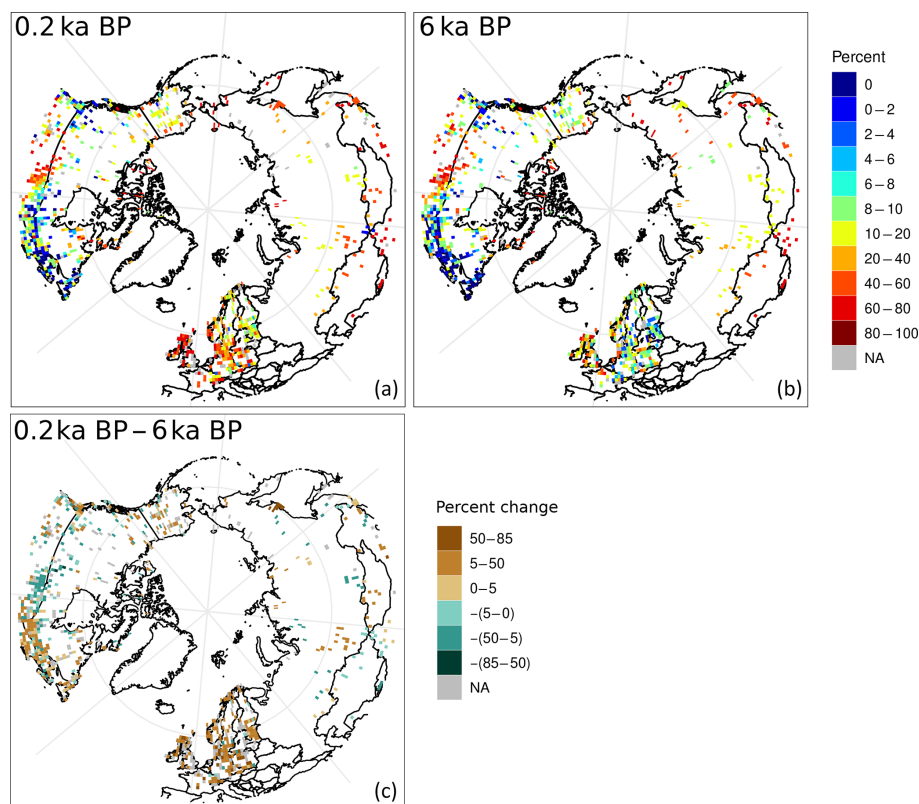 0.2 ka BP
6 ka BP
Percent
0
0–2
2–4
4–6
6–8
8–10
10–20
20–40
40–60
60–80
80–100
NA
(a)
(b)
0.2 ka BP – 6 ka BP
Percent change
50–85
5–50
0–5
–(5–0)
–(50–5)
–(85–50)
NA
(c)